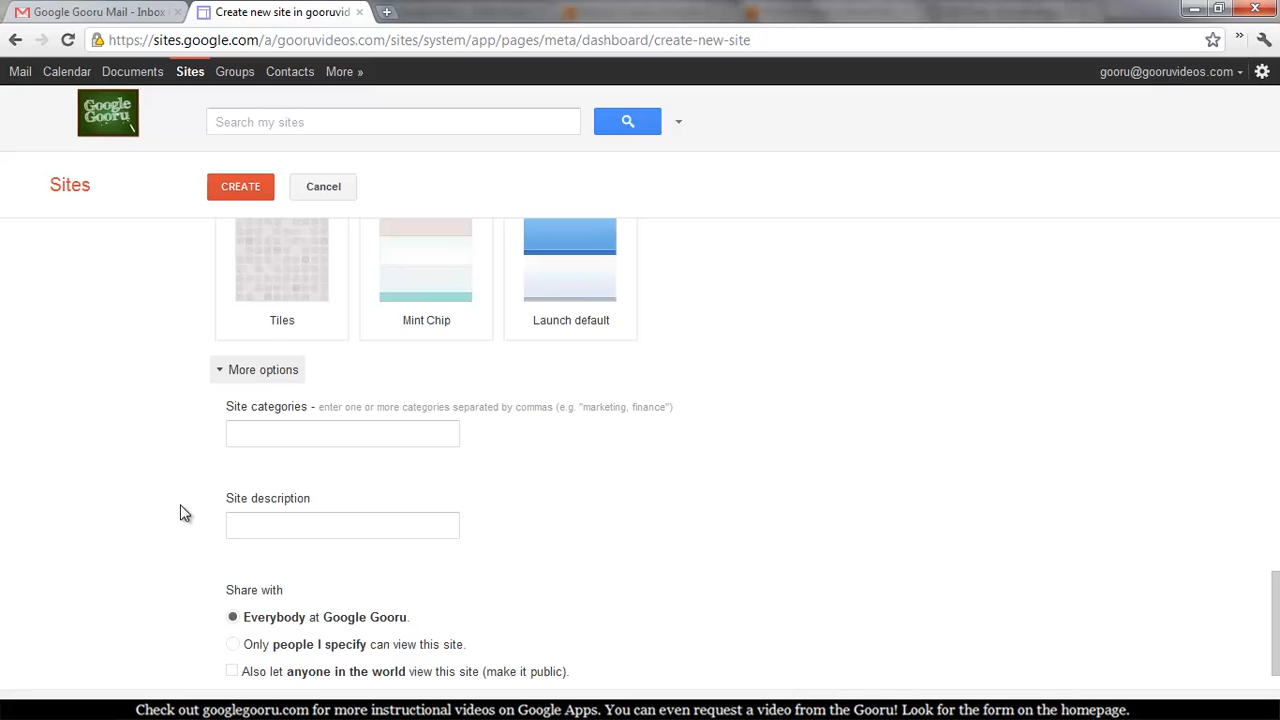 Google Gooru Mail - Inbox
Create new site in gooruvid
https://sites.google.com/a/gooruvideos.com/sites/system/app/pages/meta/dashboard/create-new-site
Mail Calendar Documents Sites Groups Contacts More »
gooru@gooruvideos.com
Google
Gooru
Search my sites
Sites
CREATE
Cancel
Tiles
Mint Chip
Launch default
More options
Site categories - enter one or more categories separated by commas (e.g. "marketing, finance")
Site description
Share with
Everybody at Google Gooru.
Only people I specify can view this site.
Also let anyone in the world view this site (make it public).
Check out googlegooru.com for more instructional videos on Google Apps. You can even request a video from the Gooru! Look for the form on the homepage.